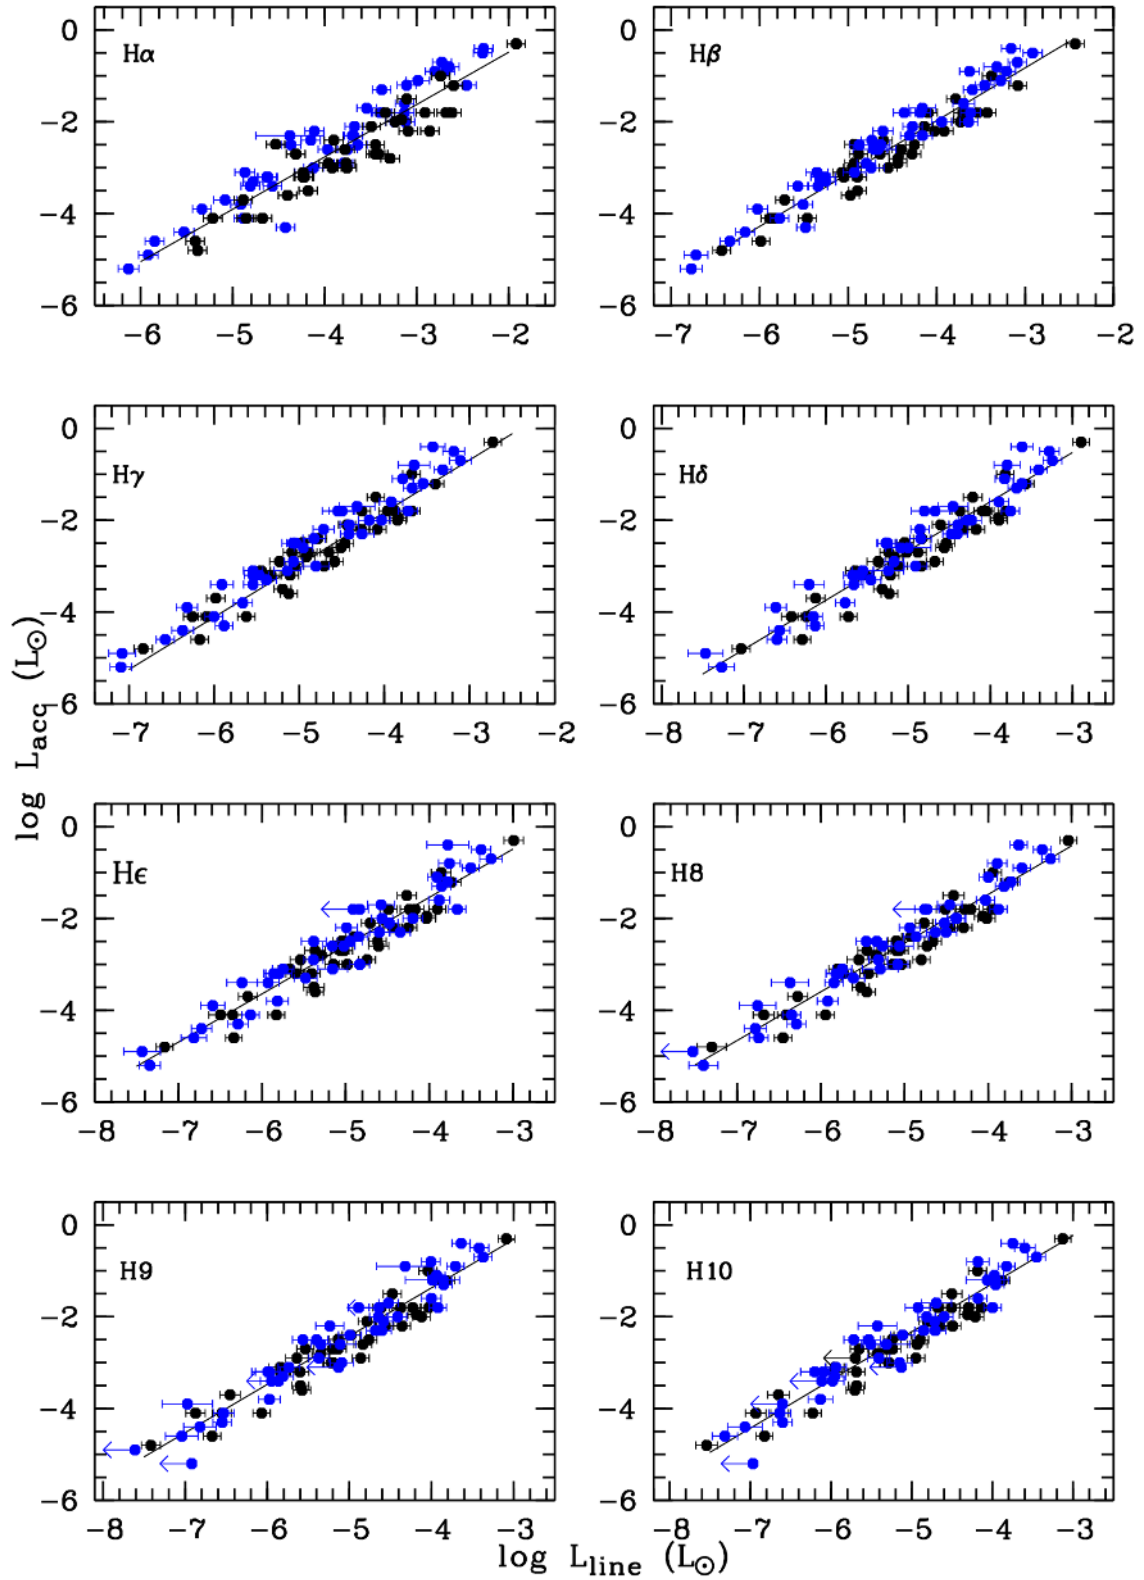 0
−2
−4
−6
Hα
−6 −5 −4 −3 −2
0
−2
−4
−6
Hβ
−7 −6 −5 −4 −3 −2
0
−2
−4
−6
Hγ
−7 −6 −5 −4 −3 −2
0
−2
−4
−6
Hδ
−8 −7 −6 −5 −4 −3
log Lacc (L⊙)
0
−2
−4
−6
Hϵ
−8 −7 −6 −5 −4 −3
0
−2
−4
−6
H8
−8 −7 −6 −5 −4 −3
0
−2
−4
−6
H9
−8 −7 −6 −5 −4 −3
0
−2
−4
−6
H10
−8 −7 −6 −5 −4 −3
log Lline (L⊙)